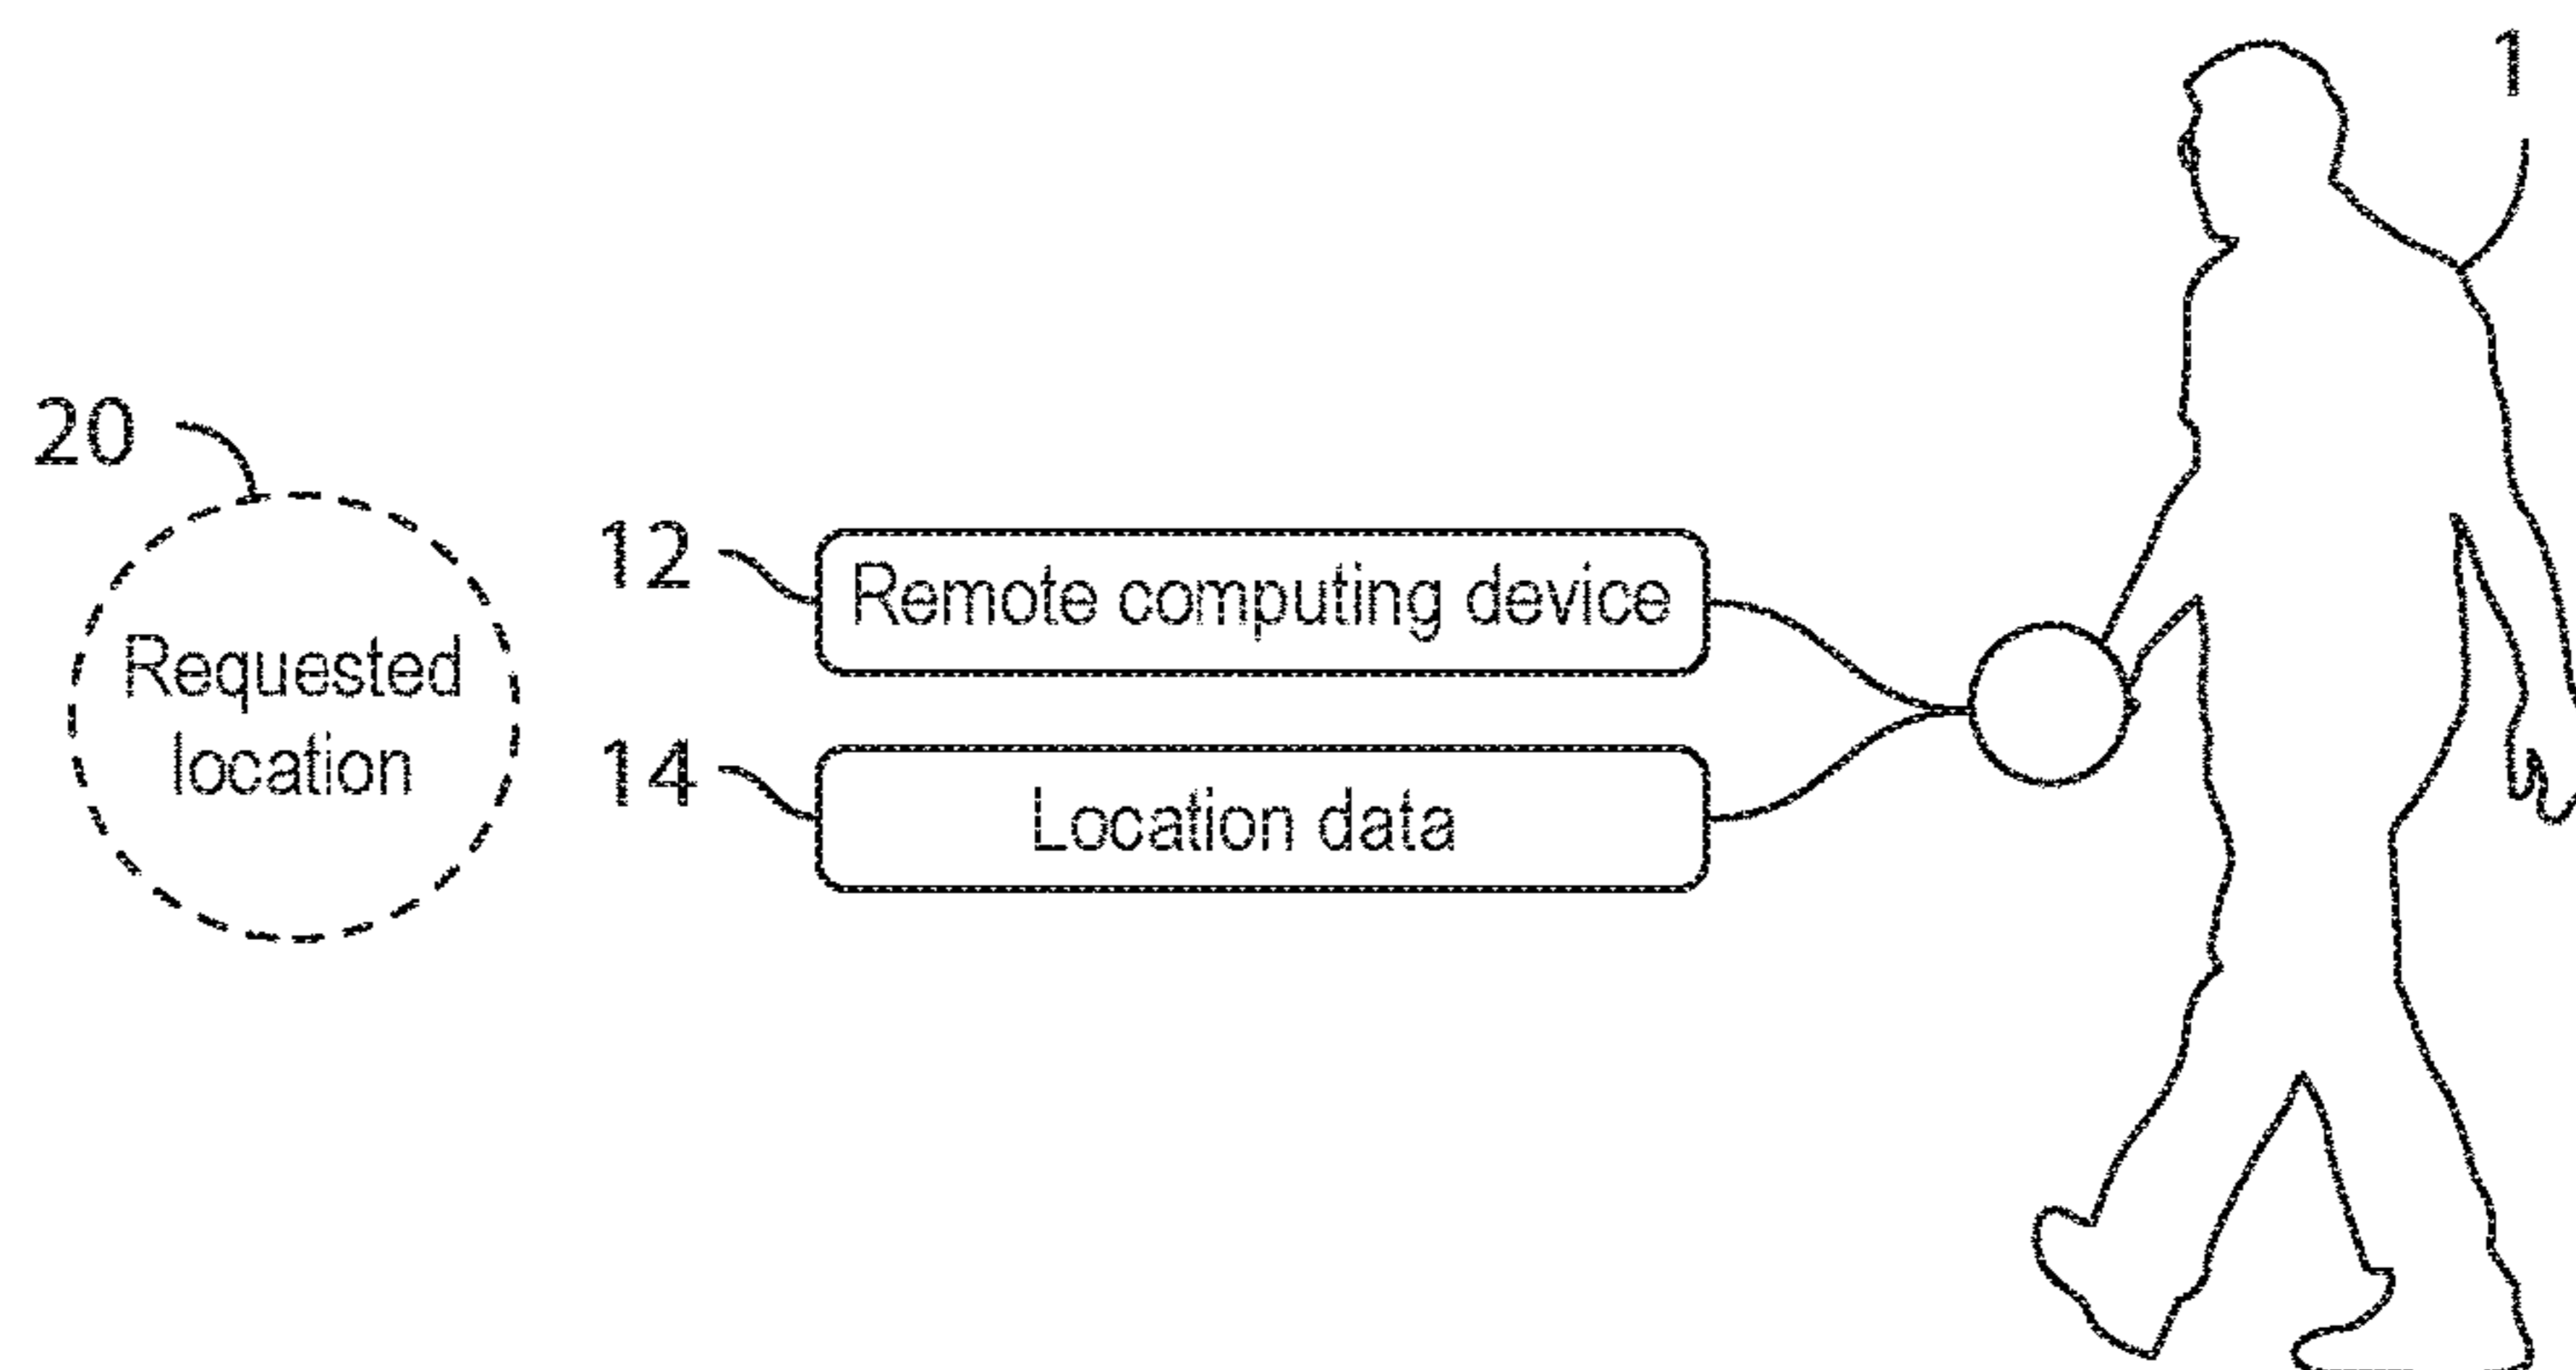 1
20
12
Remote computing device
Requested
location
14
Location data